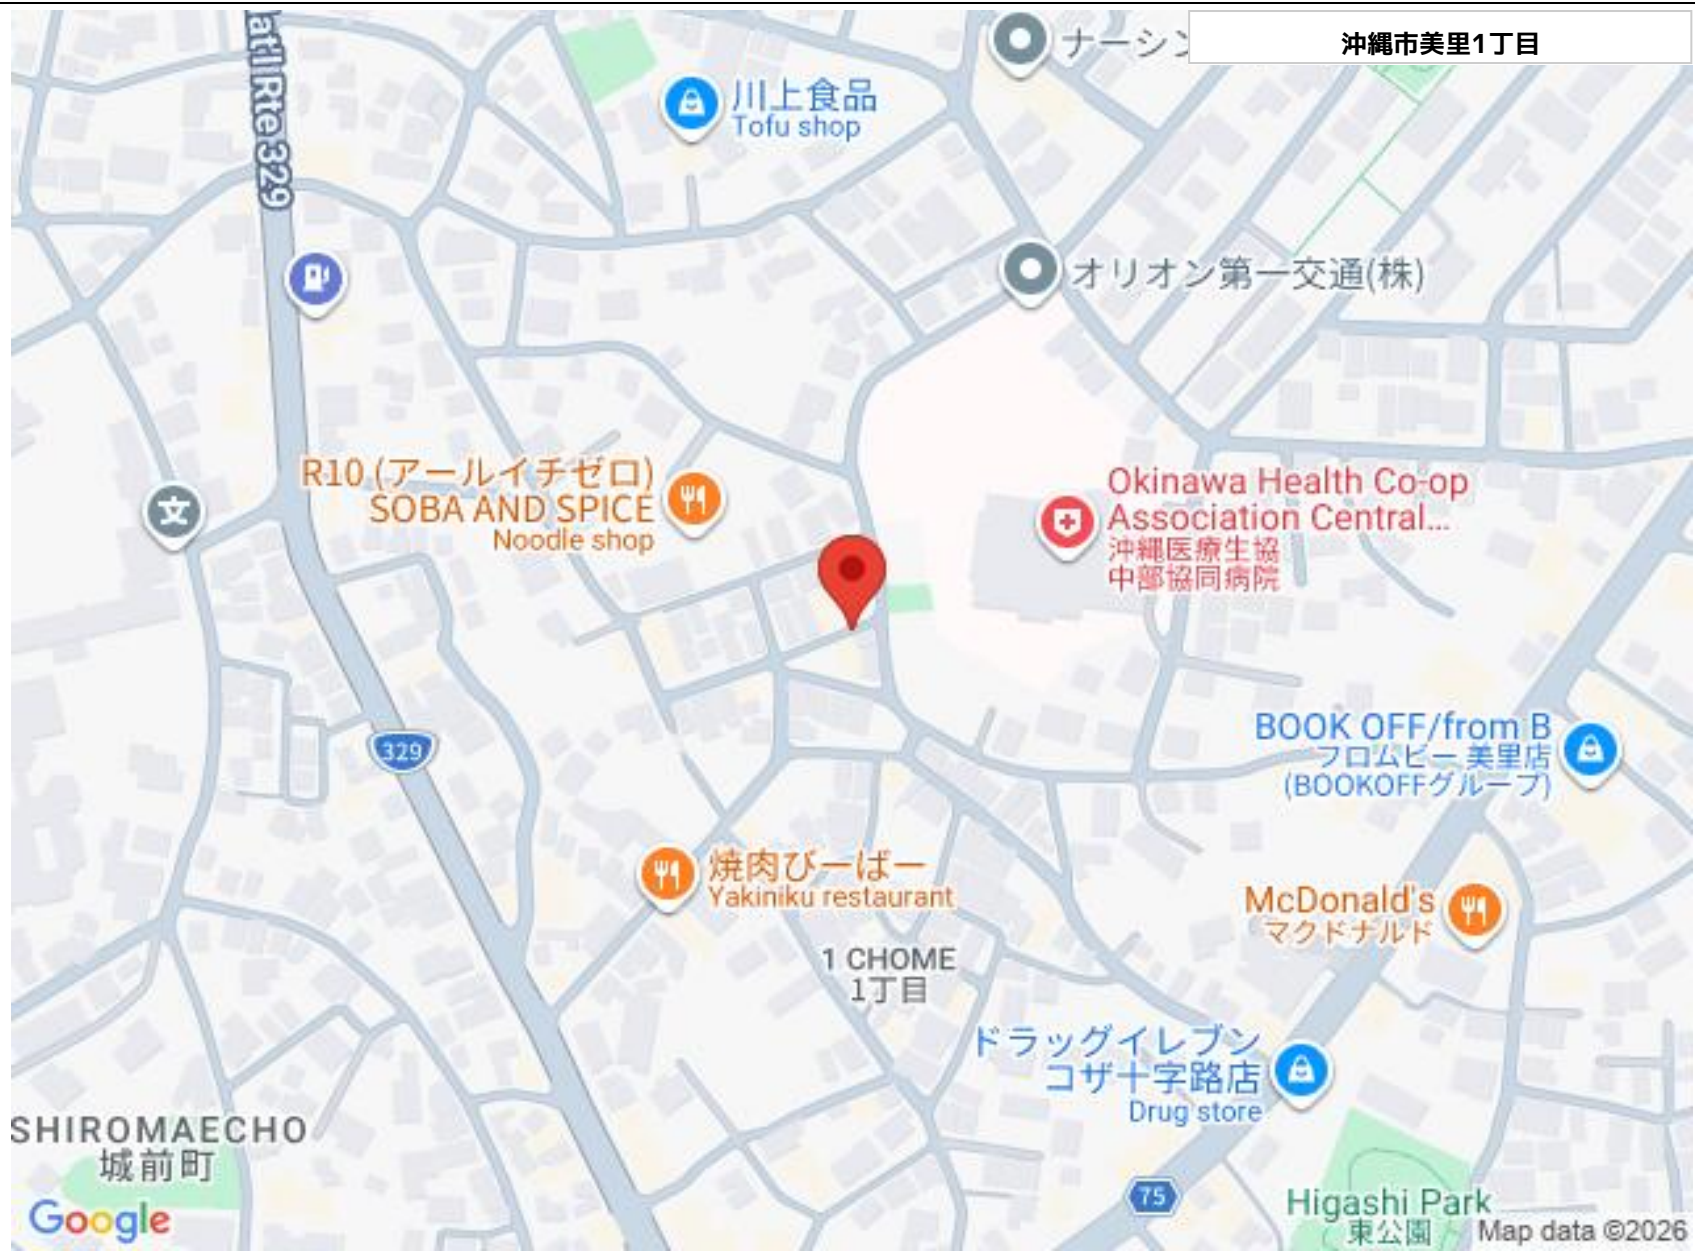 沖縄市美里1丁目
ナーシン
川上食品
Tofu shop
at'l Rte 329
オリオン第一交通(株)
R10 (アールイチゼロ)
SOBA AND SPICE
Noodle shop
文
Okinawa Health Co-op
Association Central...
沖縄医療生協
中部協同病院
329
BOOK OFF/from B
フロムビー 美里店
(BOOKOFFグループ)
焼肉びーばー
Yakiniku restaurant
McDonald's
マクドナルド
1 CHOME
1丁目
ドラッグイレブン
コザ十字路店
Drug store
SHIROMAECHO
城前町
75
Higashi Park
東公園
Google
Map data ©2026